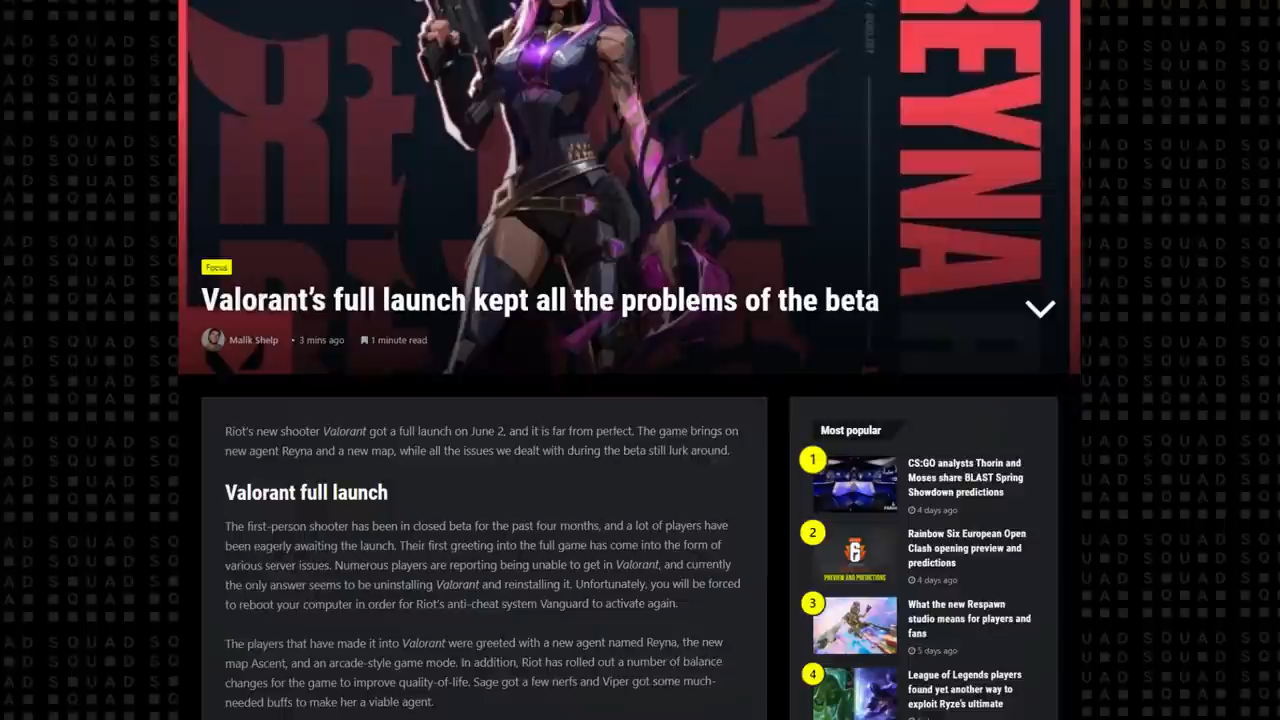 REYNA
Focus
Valorant's full launch kept all the problems of the beta
Malik Shelp • 3 mins ago 1 minute read
Riot's new shooter Valorant got a full launch on June 2, and it is far from perfect. The game brings on
new agent Reyna and a new map, while all the issues we dealt with during the beta still lurk around.
Valorant full launch
The first-person shooter has been in closed beta for the past four months, and a lot of players have
been eagerly awaiting the launch. Their first greeting into the full game has come into the form of
various server issues. Numerous players are reporting being unable to get in Valorant, and currently
the only answer seems to be uninstalling Valorant and reinstalling it. Unfortunately, you will be forced
to reboot your computer in order for Riot's anti-cheat system Vanguard to activate again.
The players that have made it into Valorant were greeted with a new agent named Reyna, the new
map Ascent, and an arcade-style game mode. In addition, Riot has rolled out a number of balance
changes for the game to improve quality-of-life. Sage got a few nerfs and Viper got some much-
needed buffs to make her a viable agent.
Most popular
1
CS:GO analysts Thorin and
Moses share BLAST Spring
Showdown predictions
4 days ago
2
PREVIEW AND PREDICTIONS
Rainbow Six European Open
Clash opening preview and
predictions
4 days ago
3
What the new Respawn
studio means for players and
fans
5 days ago
4
League of Legends players
found yet another way to
exploit Ryze's ultimate